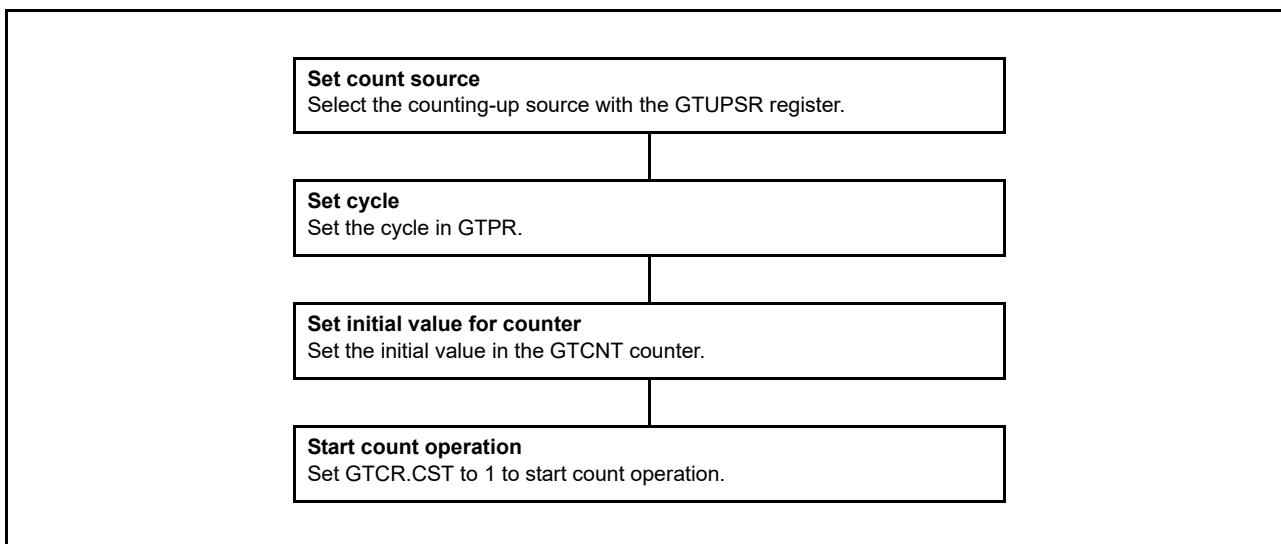 Set count source
Select the counting-up source with the GTUPSR register.
Set cycle
Set the cycle in GTPR.
Set initial value for counter
Set the initial value in the GTCNT counter.
Start count operation
Set GTCR.CST to 1 to start count operation.